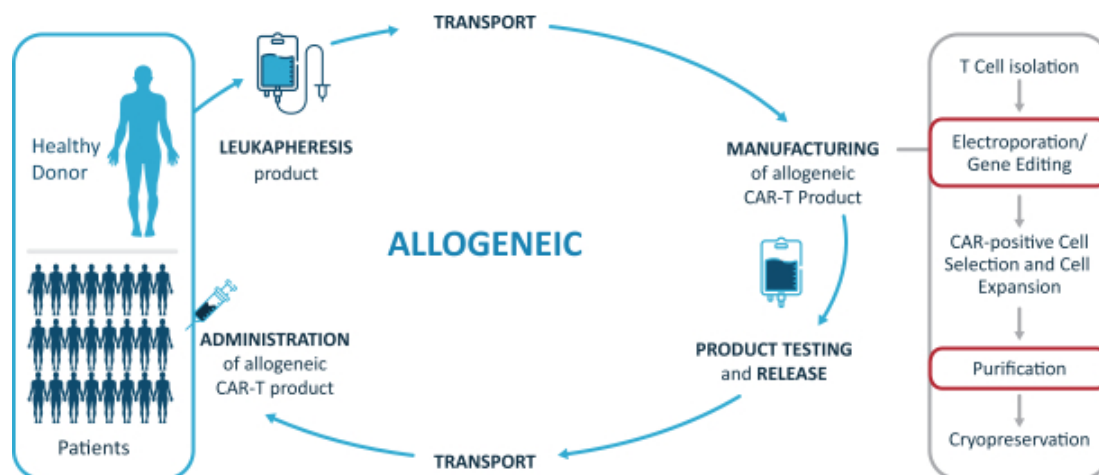 TRANSPORT
Healthy
Donor
LEUKAPHERESIS
product
MANUFACTURING
of allogeneic
CAR-T Product
T Cell isolation
Electroporation/
Gene Editing
CAR-positive Cell
Selection and Cell
Expansion
Purification
Cryopreservation
ALLOGENEIC
PRODUCT TESTING
and RELEASE
TRANSPORT
ADMINISTRATION
of allogeneic
CAR-T product
Patients